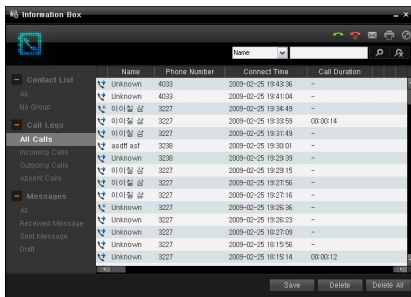 Information Box
Name
Contact List
All
No Group
Call Logs
All Calls
Incoming Calls
Outgoing Calls
Absent Calls
Messages
All
Received Message
Sent Message
Draft
Name Phone Number Connect Time Call Duration
Unknown 4033 2009-02-25 19:43:36 -
Unknown 4033 2009-02-25 19:41:04 -
이이칠 삼 3227 2009-02-25 19:34:49 -
이이칠 삼 3227 2009-02-25 19:33:59 00:00:14
이이칠 삼 3227 2009-02-25 19:31:49 -
asdff asf 3238 2009-02-25 19:30:01 -
Unknown 3238 2009-02-25 19:29:39 -
이이칠 삼 3227 2009-02-25 19:29:15 -
이이칠 삼 3227 2009-02-25 19:27:56 -
이이칠 삼 3227 2009-02-25 19:27:16 -
Unknown 3227 2009-02-25 19:26:36 -
Unknown 3227 2009-02-25 19:26:23 -
Unknown 3227 2009-02-25 18:27:09 -
Unknown 3227 2009-02-25 18:15:56 -
Unknown 3227 2009-02-25 18:15:14 00:00:12
Save Delete Delete All